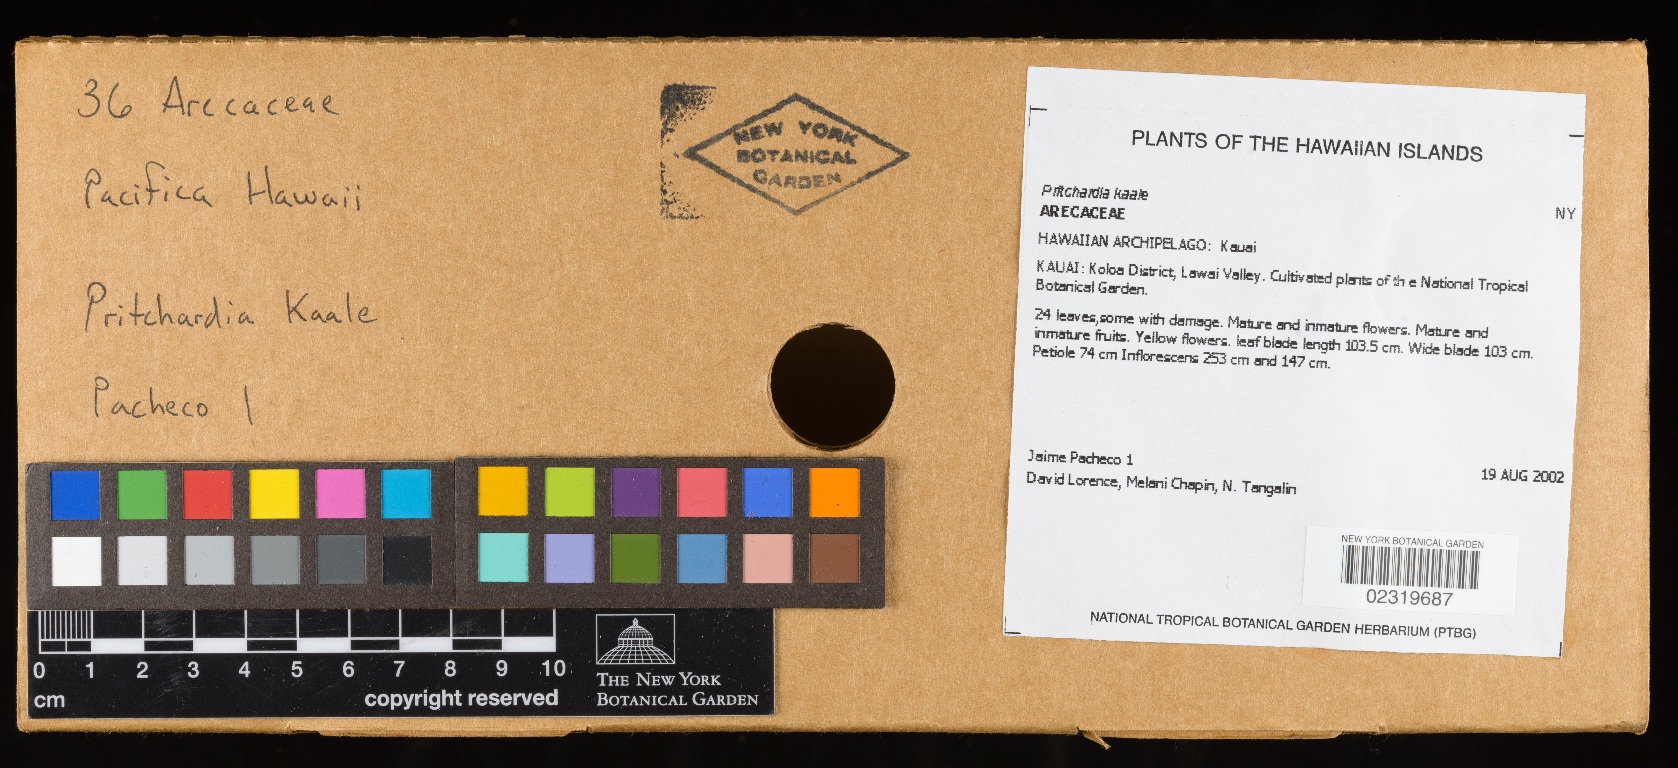 36 Arecaceae
Pacifica Hawaii
Pritchardia Kaale
Pacheco 1
NEW YORK
BOTANICAL
GARDEN
PLANTS OF THE HAWAIIAN ISLANDS
Pritchardia kaale
ARECACEAE
NY
HAWAIIAN ARCHIPELAGO: Kauai
KAUAI: Koloa District, Lawai Valley. Cultivated plants of th e National Tropical
Botanical Garden.
24 leaves,some with damage. Mature and inmature flowers. Mature and
inmature fruits. Yellow flowers. leaf blade length 103.5 cm. Wide blade 103 cm.
Petiole 74 cm Inflorescens 253 cm and 147 cm.
Jaime Pacheco 1
19 AUG 2002
David Lorence, Melani Chapin, N. Tangalin
NEW YORK BOTANICAL GARDEN
02319687
NATIONAL TROPICAL BOTANICAL GARDEN HERBARIUM (PTBG)
0 1 2 3 4 5 6 7 8 9 10
cm
copyright reserved
THE NEW YORK
BOTANICAL GARDEN